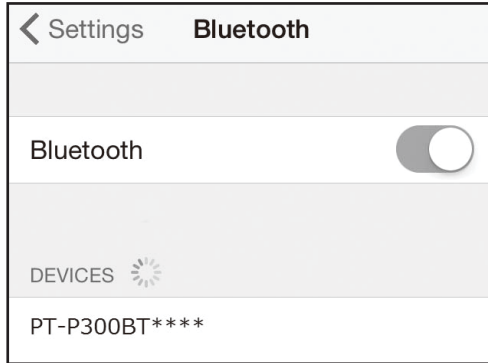 Settings Bluetooth
Bluetooth
DEVICES
PT-P300BT****